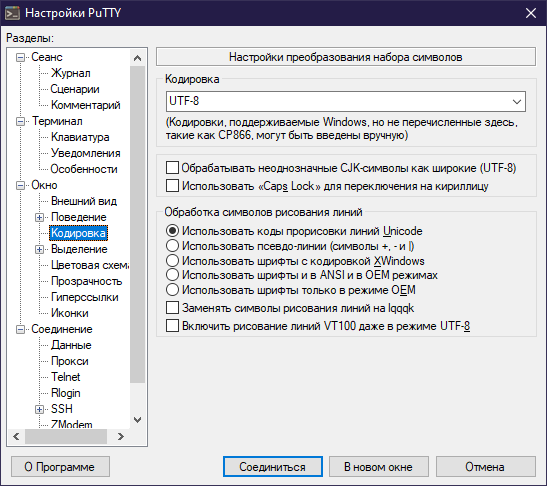 Настройки PuTTY
Разделы:
Сеанс
Журнал
Сценарии
Комментарий
Терминал
Клавиатура
Уведомления
Особенности
Окно
Внешний вид
Поведение
Кодировка
Выделение
Цветовая схема
Прозрачность
Гиперссылки
Иконки
Соединение
Данные
Прокси
Telnet
Rlogin
SSH
ZModem
Настройки преобразования набора символов
Кодировка
UTF-8
(Кодировки, поддерживаемые Windows, но не перечисленные здесь,
такие как CP866, могут быть введены вручную)
Обрабатывать неоднозначные CJK-символы как широкие (UTF-8)
Использовать «Caps Lock» для переключения на кириллицу
Обработка символов рисования линий
Использовать коды прорисовки линий Unicode
Использовать псевдо-линии (символы +, - и |)
Использовать шрифты с кодировкой XWindows
Использовать шрифты и в ANSI и в OEM режимах
Использовать шрифты только в режиме OEM
Заменять символы рисования линий на lqqqk
Включить рисование линий VT100 даже в режиме UTF-8
О Программе
Соединиться
В новом окне
Отмена